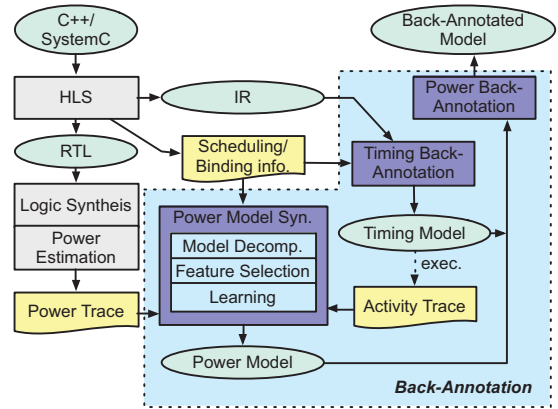 C++/
SystemC
Back-Annotated
Model
HLS
IR
Power Back-
Annotation
RTL
Scheduling/
Binding info.
Timing Back-
Annotation
Logic Syntheis
Power
Estimation
Power Model Syn.
Model Decomp.
Feature Selection
Learning
Timing Model
exec.
Power Trace
Activity Trace
Power Model
Back-Annotation